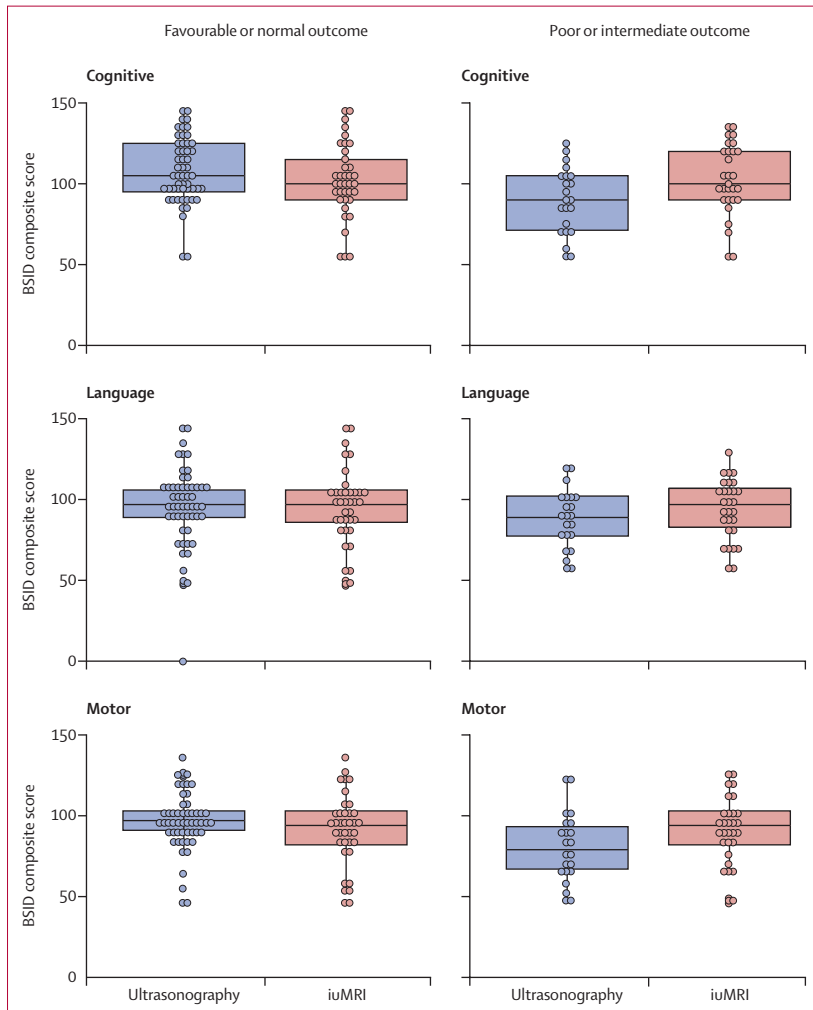 Favourable or normal outcome
Poor or intermediate outcome
Cognitive
Cognitive
150
100
50
0
BSID composite score
Language
Language
150
100
50
0
BSID composite score
Motor
Motor
150
100
50
0
BSID composite score
Ultrasonography
iuMRI
Ultrasonography
iuMRI